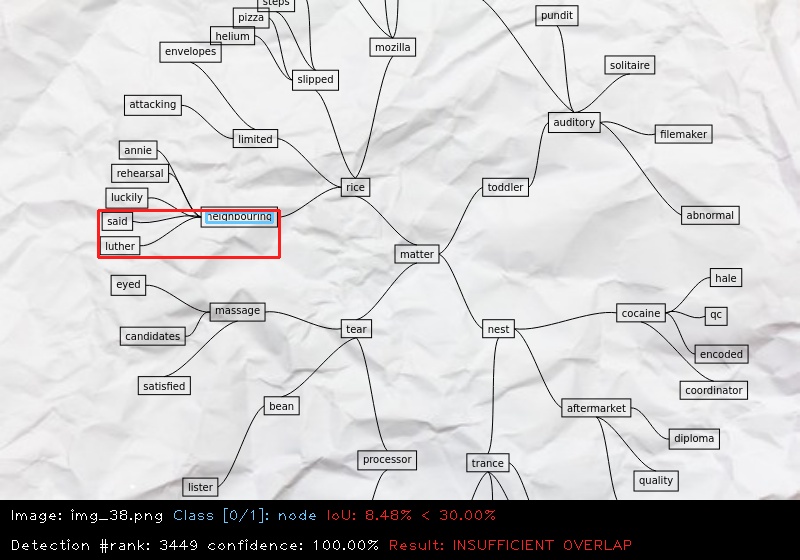 steps
pizza
pundit
helium
mozilla
envelopes
solitaire
slipped
attacking
auditory
filemaker
limited
annie
rehearsal
rice
toddler
luckily
neighbouring
abnormal
said
luther
matter
eyed
hale
massage
cocaine
qc
tear
nest
candidates
encoded
satisfied
coordinator
bean
aftermarket
diploma
processor
trance
quality
lister
Image: img_38.png Class [0/1]: node IoU: 8.48% < 30.00%
Detection #rank: 3449 confidence: 100.00% Result: INSUFFICIENT OVERLAP